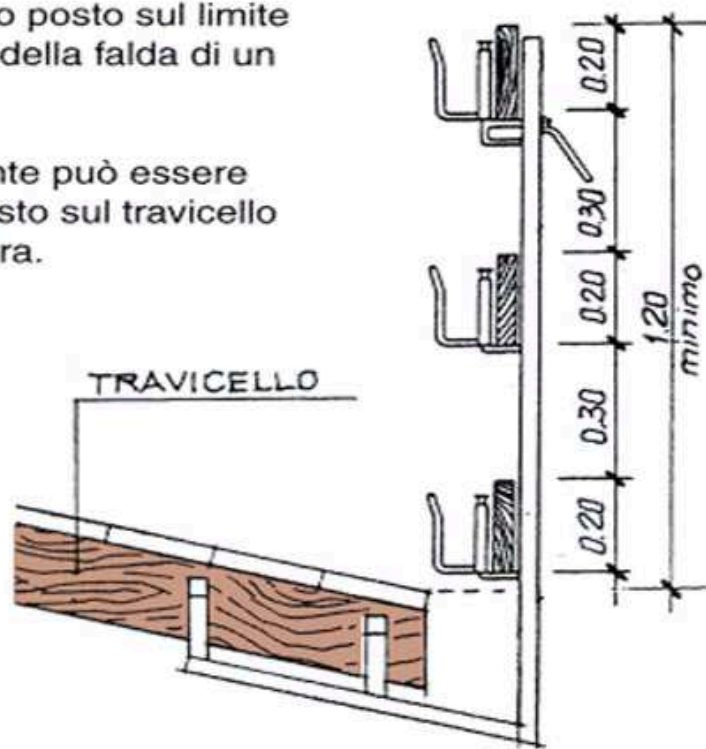 o posto sul limite
della falda di un
nte può essere
sto sul travicello
ra.
TRAVICELLO
0.20
0.30
0.20
0.30
0.20
1.20
minimo